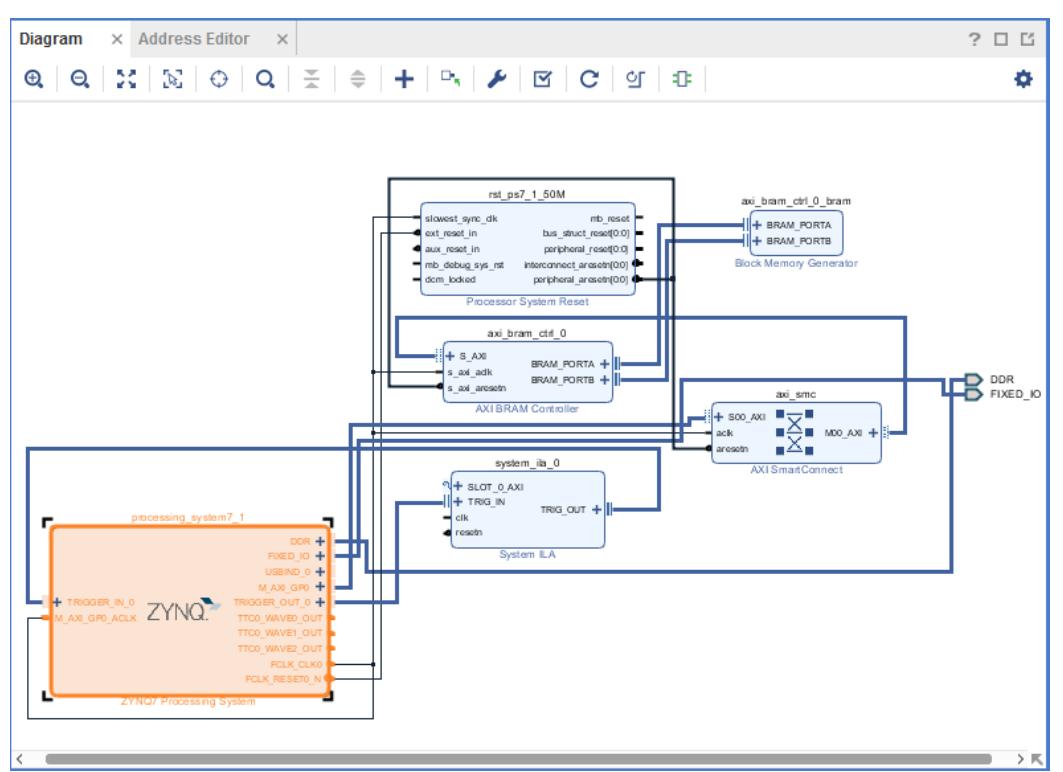 Diagram
Address Editor
rst_ps7_1_50M
slowest_sync_clk
ext_reset_in
aux_reset_in
mb_debug_sys_rst
dcm_locked
mb_reset
bus_struct_reset[0:0]
peripheral_reset[0:0]
interconnect_aresetn[0:0]
peripheral_aresetn[0:0]
Processor System Reset
axi_bram_ctrl_0_bram
BRAM_PORTA
BRAM_PORTB
Block Memory Generator
axi_bram_ctrl_0
S_AXI
s_axi_aclk
s_axi_aresetn
BRAM_PORTA
BRAM_PORTB
AXI BRAM Controller
DDR
FIXED_IO
axi_smc
S00_AXI
aclk
aresetn
M00_AXI
AXI SmartConnect
system_ila_0
SLOT_0_AXI
TRIG_IN
clk
resetn
TRIG_OUT
System ILA
processing_system7_1
TRIGGER_IN_0
M_AXI_GP0_ACLK
ZYNQ
DDR
FIXED_IO
USBIND_0
M_AXI_GP0
TRIGGER_OUT_0
TTC0_WAVE0_OUT
TTC0_WAVE1_OUT
TTC0_WAVE2_OUT
FCLK_CLK0
FCLK_RESET0_N
ZYNQ7 Processing System